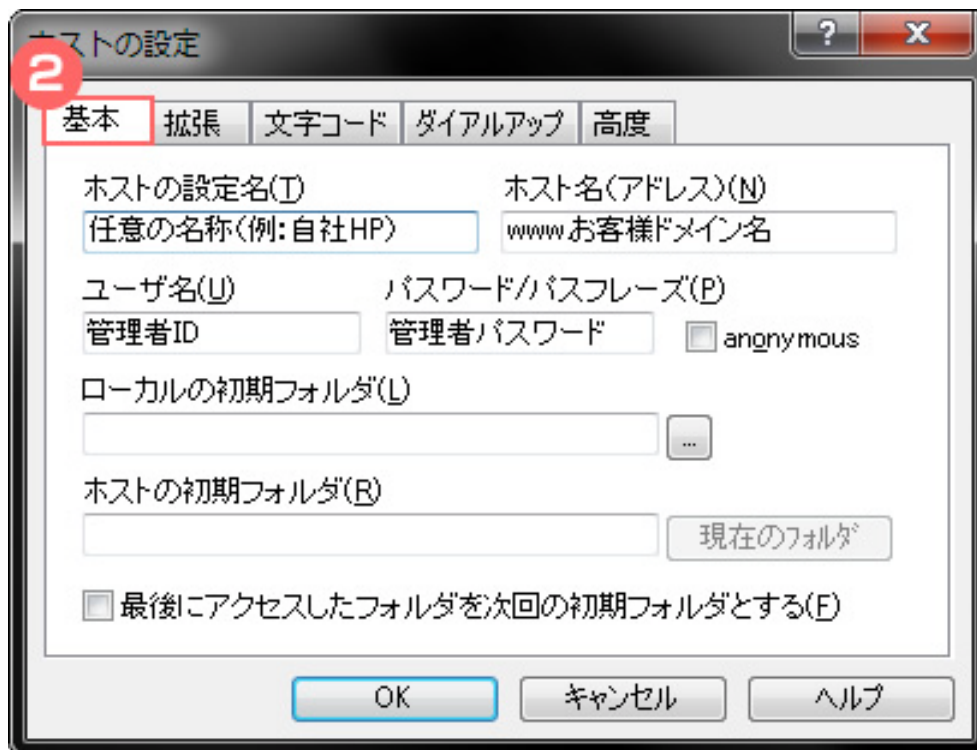 ホストの設定
?
x
2
基本 拡張 文字コード ダイアルアップ 高度
ホストの設定名(T) ホスト名(アドレス)(N)
任意の名称(例:自社HP) www.お客様ドメイン名
ユーザ名(U) パスワード/パスフレーズ(P)
管理者ID 管理者パスワード anonymous
ローカルの初期フォルダ(L)
...
ホストの初期フォルダ(R)
現在のフォルダ
最後にアクセスしたフォルダを次回の初期フォルダとする(F)
OK キャンセル ヘルプ